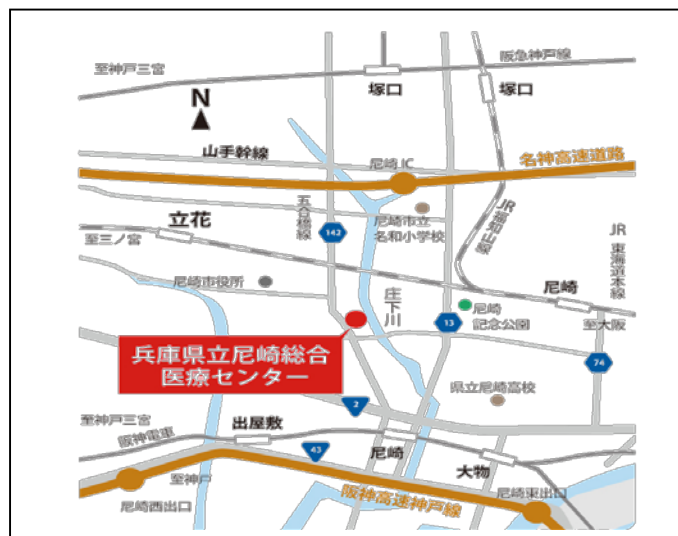 阪急神戸線
至神戸三宮
塚口
塚口
N
山手幹線
尼崎IC
名神高速道路
五合橋線
尼崎市立
名和小学校
JR福知山線
立花
142
至三ノ宮
JR 東海道本線
尼崎市役所
庄下川
尼崎
尼崎
記念公園
13
至大阪
兵庫県立尼崎総合
医療センター
74
県立尼崎高校
2
至神戸三宮
阪神電車
出屋敷
43
尼崎
大物
至神戸
尼崎西出口
阪神高速神戸線
尼崎東出口